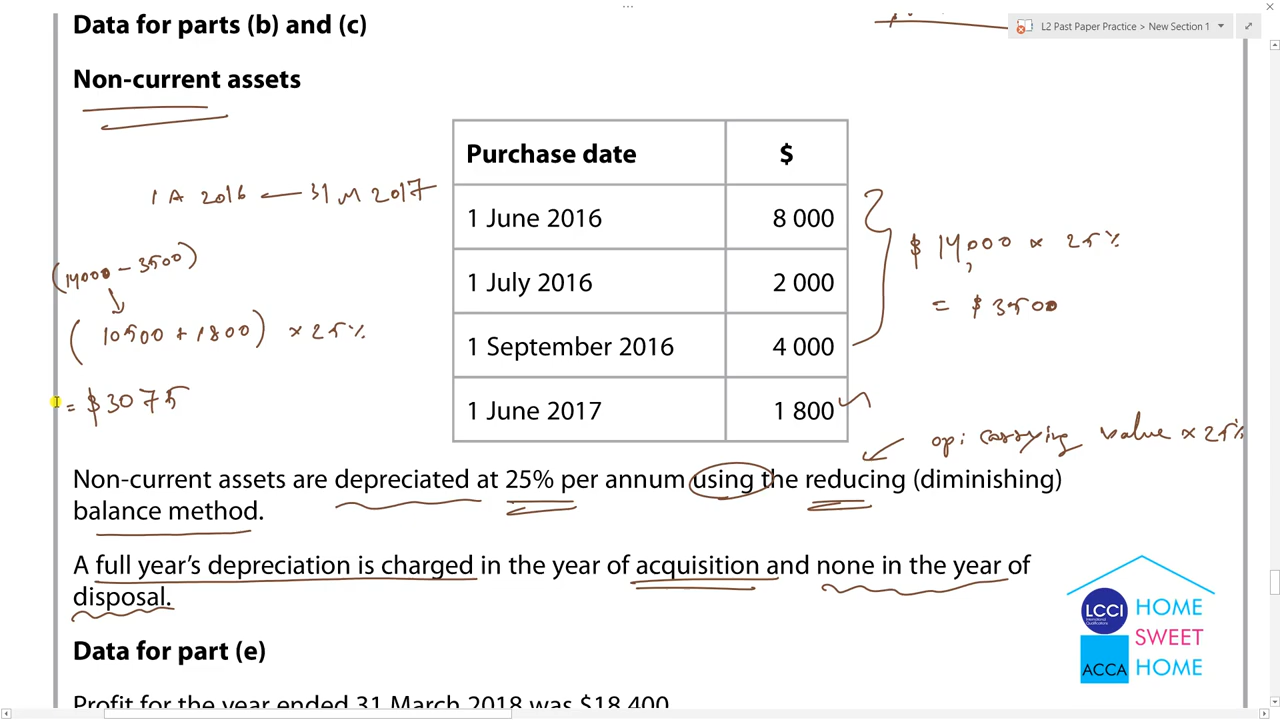 Data for parts (b) and (c)
L2 Past Paper Practice > New Section 1
Non-current assets
Purchase date $
1 June 2016 8 000
1 July 2016 2 000
1 September 2016 4 000
1 June 2017 1 800
1 A 2016 — 31 M 2017
(14000 - 3500)
(10500 + 1800) × 25%
= $3075
$ 14,000 × 25%
= $3500
op: carrying value × 25%
Non-current assets are depreciated at 25% per annum using the reducing (diminishing)
balance method.
A full year's depreciation is charged in the year of acquisition and none in the year of
disposal.
Data for part (e)
Profit for the year ended 31 March 2018 was $18 400.
LCCI
International Qualifications
HOME
SWEET
ACCA
HOME